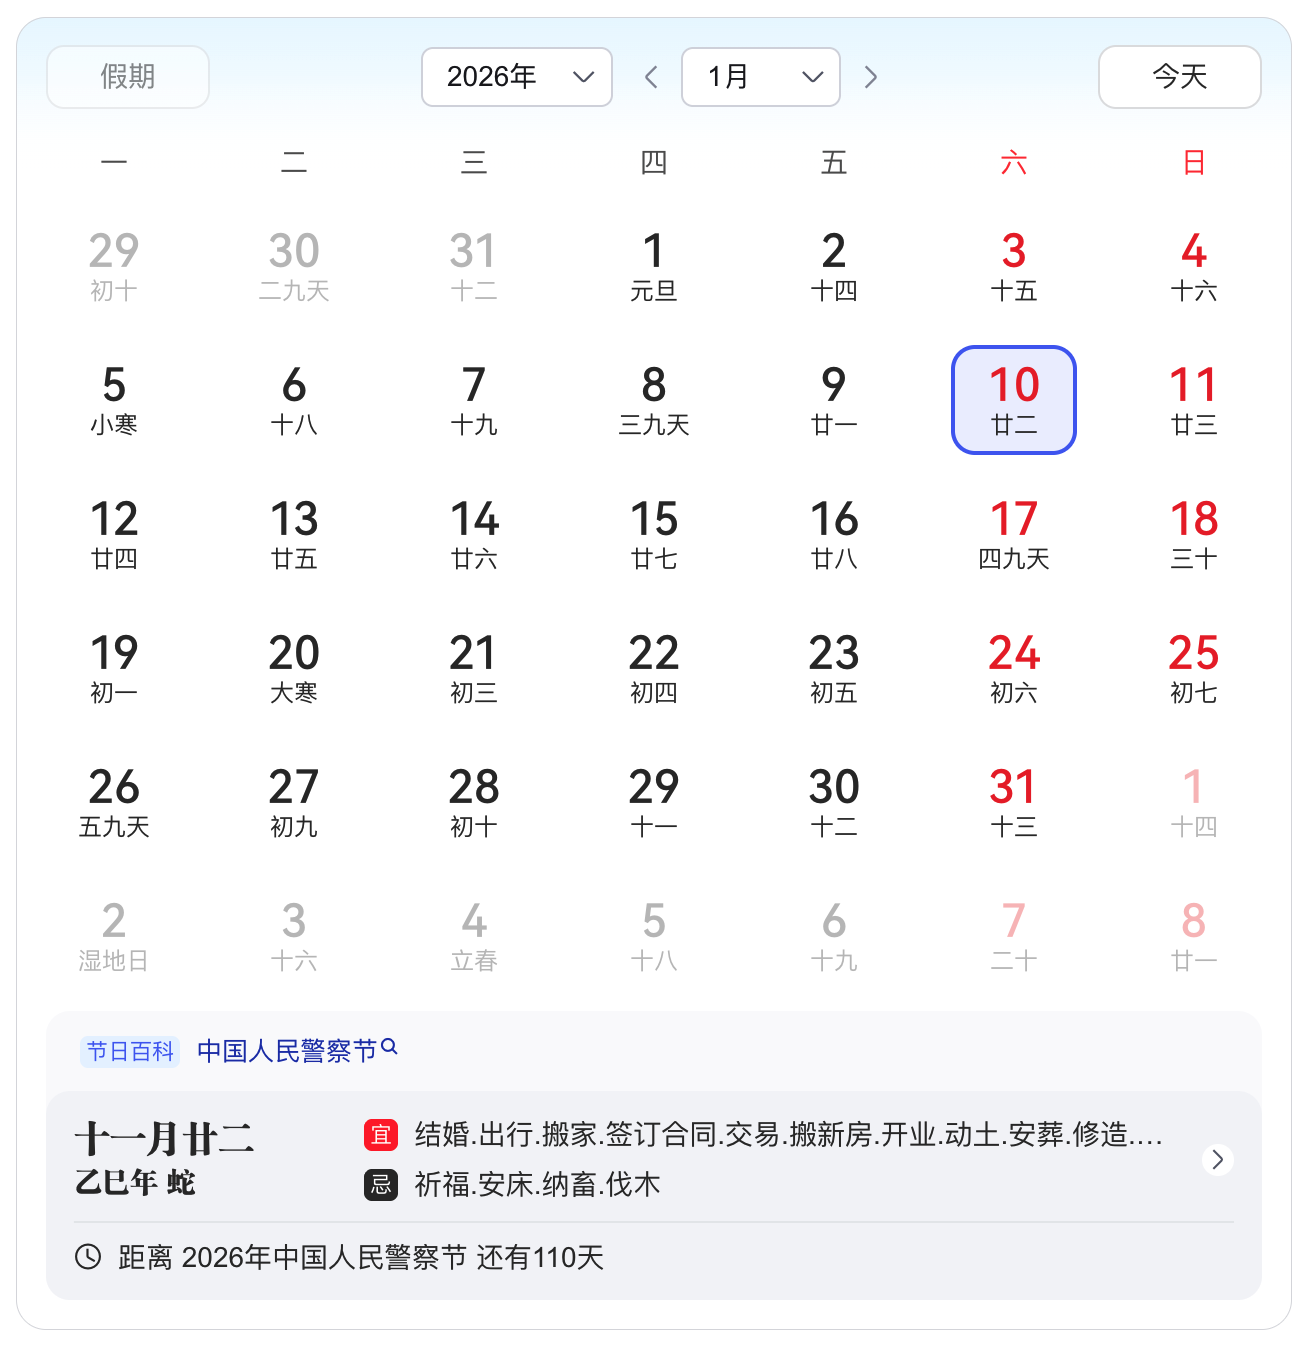 假期 2026年 1月 今天
一 二 三 四 五 六 日
29 30 31 1 2 3 4
初十 二九天 十二 元旦 十四 十五 十六
5 6 7 8 9 10 11
小寒 十八 十九 三九天 廿一 廿二 廿三
12 13 14 15 16 17 18
廿四 廿五 廿六 廿七 廿八 四九天 三十
19 20 21 22 23 24 25
初一 大寒 初三 初四 初五 初六 初七
26 27 28 29 30 31 1
五九天 初九 初十 十一 十二 十三 十四
2 3 4 5 6 7 8
湿地日 十六 立春 十八 十九 二十 廿一
节日百科 中国人民警察节
十一月廿二
乙巳年 蛇
宜 结婚.出行.搬家.签订合同.交易.搬新房.开业.动土.安葬.修造.…
忌 祈福.安床.纳畜.伐木
距离 2026年中国人民警察节 还有110天